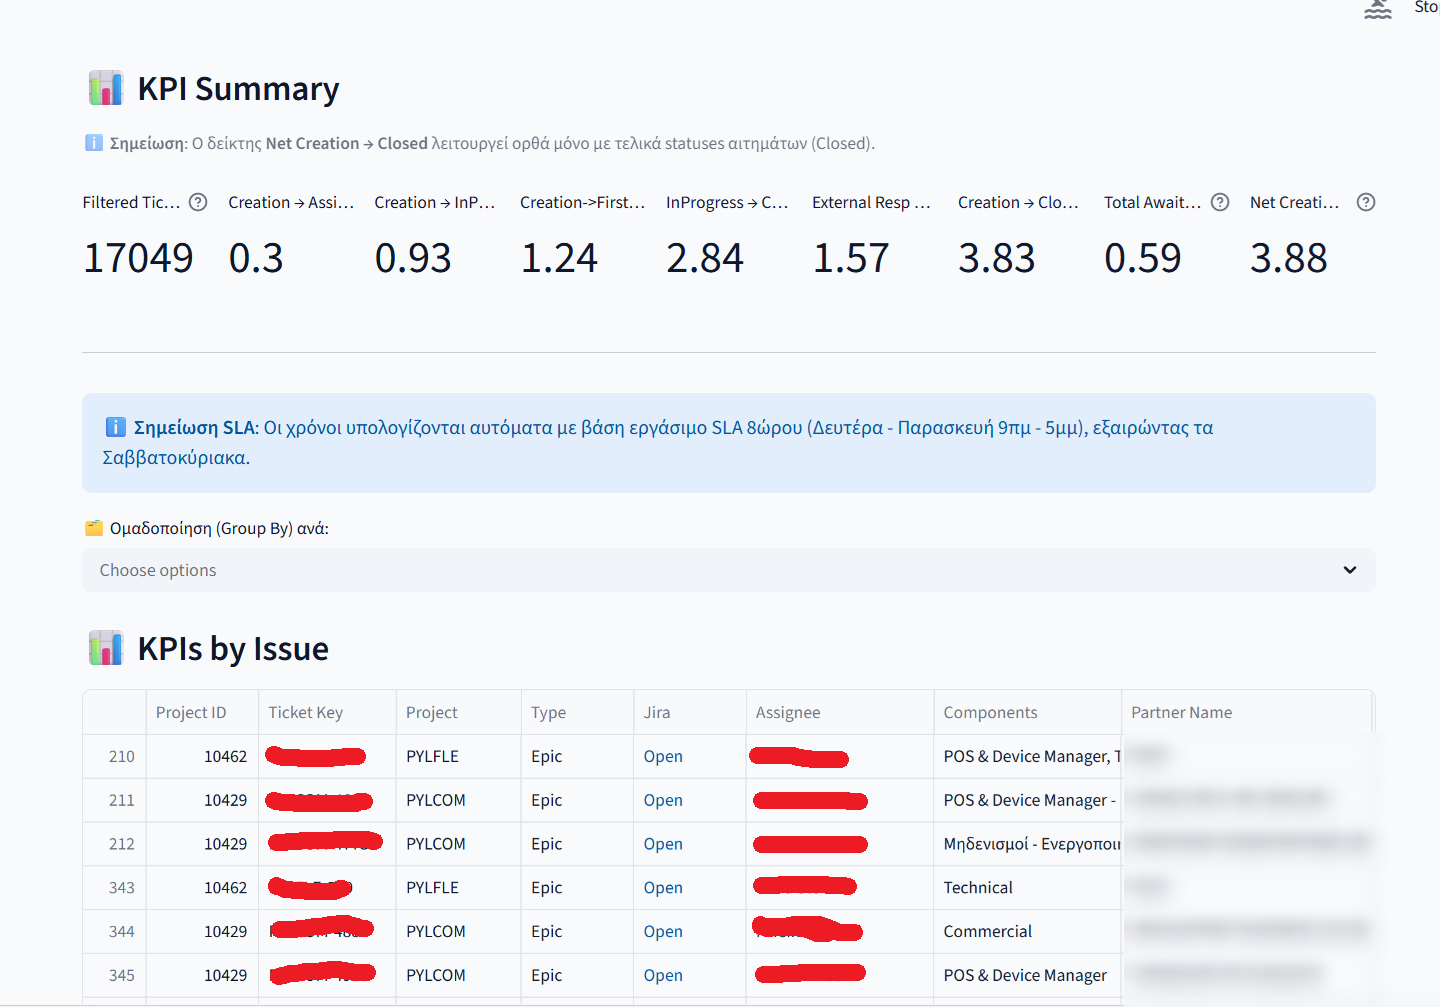 Sto
KPI Summary
Σημείωση: Ο δείκτης Net Creation → Closed λειτουργεί ορθά μόνο με τελικά statuses αιτημάτων (Closed).
Filtered Tic… Creation → Assi… Creation → InP… Creation->First… InProgress → C… External Resp … Creation → Clo… Total Await… Net Creati…
17049 0.3 0.93 1.24 2.84 1.57 3.83 0.59 3.88
Σημείωση SLA: Οι χρόνοι υπολογίζονται αυτόματα με βάση εργάσιμο SLA 8ώρου (Δευτέρα - Παρασκευή 9πμ - 5μμ), εξαιρώντας τα
Σαββατοκύριακα.
Ομαδοποίηση (Group By) ανά:
Choose options
KPIs by Issue
Project ID Ticket Key Project Type Jira Assignee Components Partner Name
210 10462 PYLFLE Epic Open POS & Device Manager, T
211 10429 PYLCOM Epic Open POS & Device Manager -
212 10429 PYLCOM Epic Open Μηδενισμοί - Ενεργοποι
343 10462 PYLFLE Epic Open Technical
344 10429 PYLCOM Epic Open Commercial
345 10429 PYLCOM Epic Open POS & Device Manager